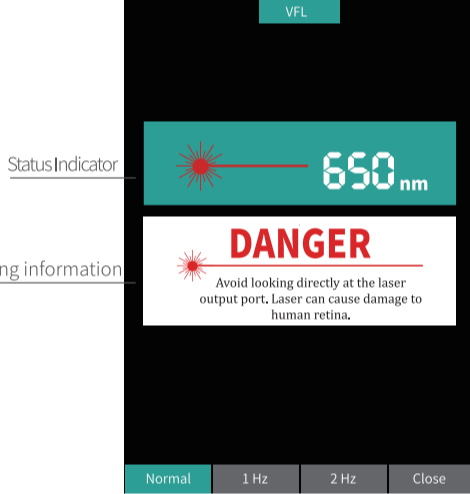 VFL
Status Indicator
650 nm
DANGER
ng information
Avoid looking directly at the laser
output port. Laser can cause damage to
human retina.
Normal 1 Hz 2 Hz Close